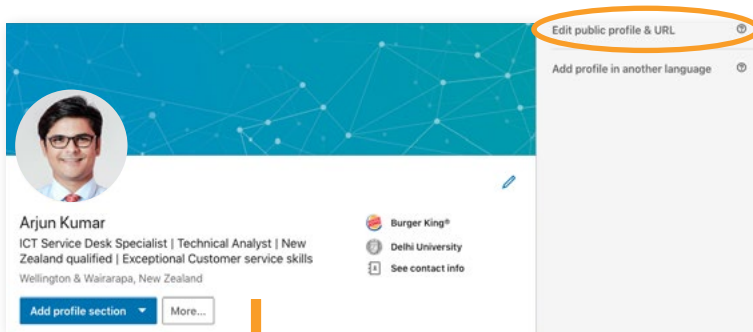 Edit public profile & URL
Add profile in another language
Arjun Kumar
ICT Service Desk Specialist | Technical Analyst | New
Zealand qualified | Exceptional Customer service skills
Wellington & Wairarapa, New Zealand
Burger King®
Delhi University
See contact info
Add profile section
More...